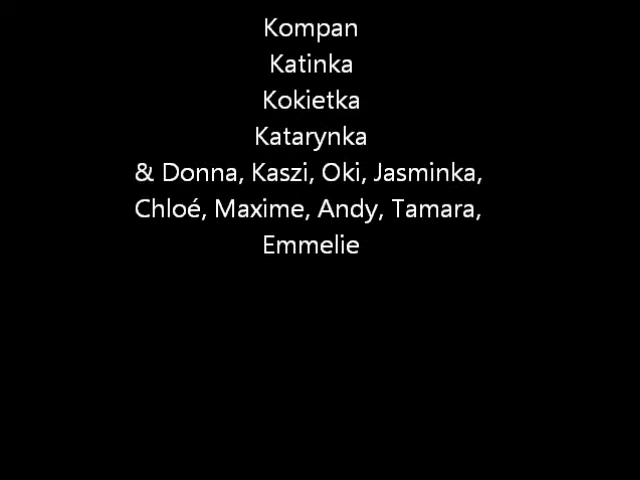 Kompan
Katinka
Kokietka
Katarynka
& Donna, Kaszi, Oki, Jasminka,
Chloé, Maxime, Andy, Tamara,
Emmelie